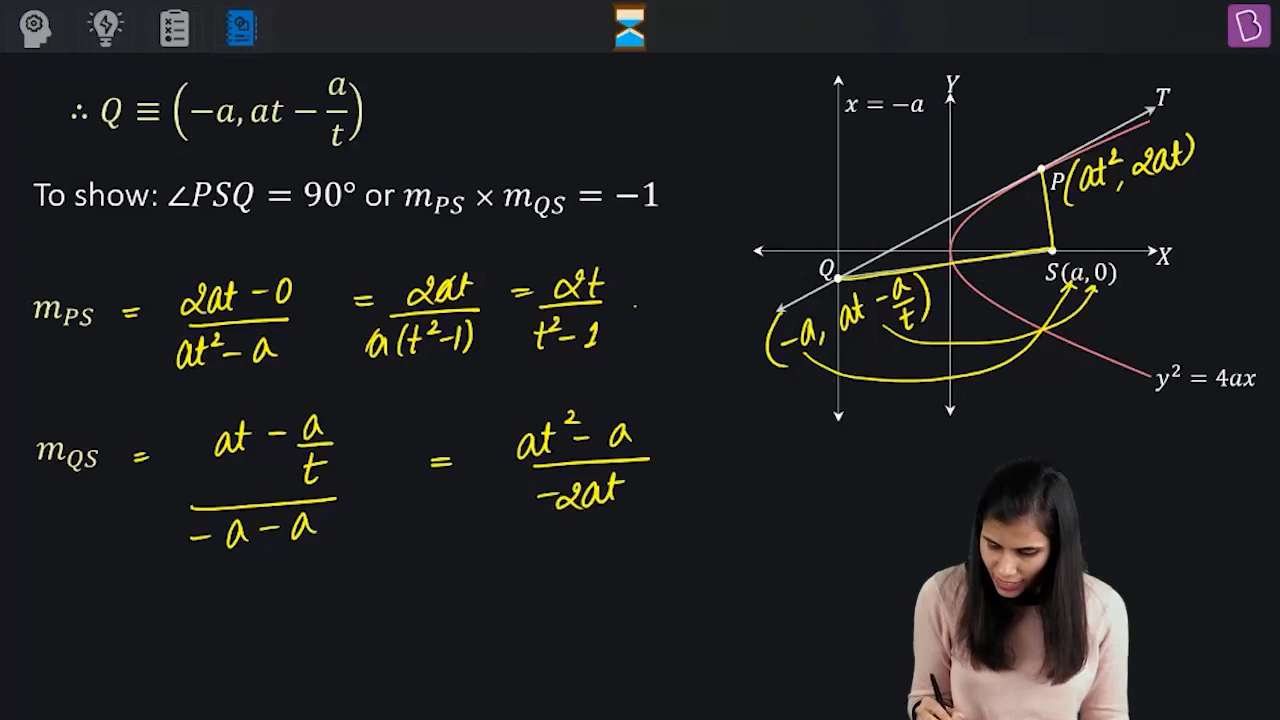 ∴ Q ≡ (−a, at − a/t)
To show: ∠PSQ = 90° or m_PS × m_QS = −1
m_PS = (2at − 0)/(at² − a) = 2at/(a(t² − 1)) = 2t/(t² − 1)
m_QS = (at − a/t)/(−a − a) = (at² − a)/(−2at)
Y
x = −a
T
P(at², 2at)
X
Q
S(a, 0)
(−a, at − a/t)
y² = 4ax
B